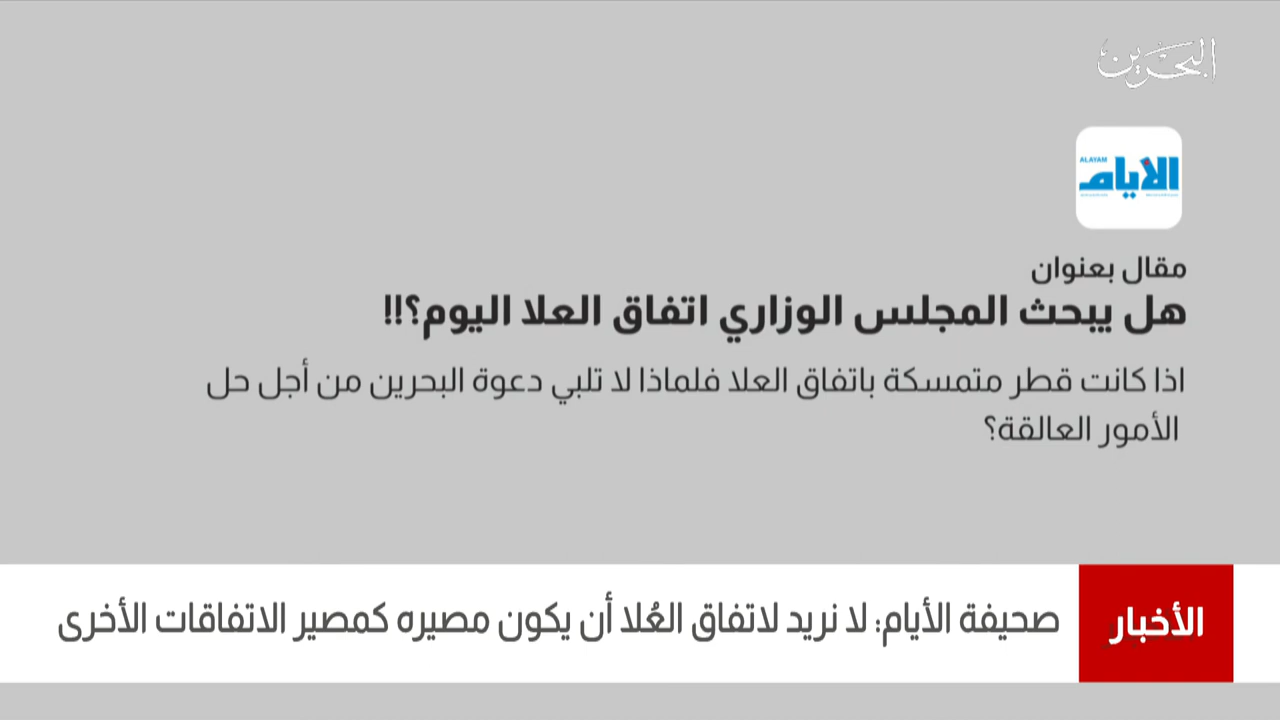 البحرين
ALAYAM
الأيام
مقال بعنوان
هل يبحث المجلس الوزاري اتفاق العلا اليوم؟!!
اذا كانت قطر متمسكة باتفاق العلا فلماذا لا تلبي دعوة البحرين من أجل حل
الأمور العالقة؟
صحيفة الأيام: لا نريد لاتفاق العُلا أن يكون مصيره كمصير الاتفاقات الأخرى
الأخبار